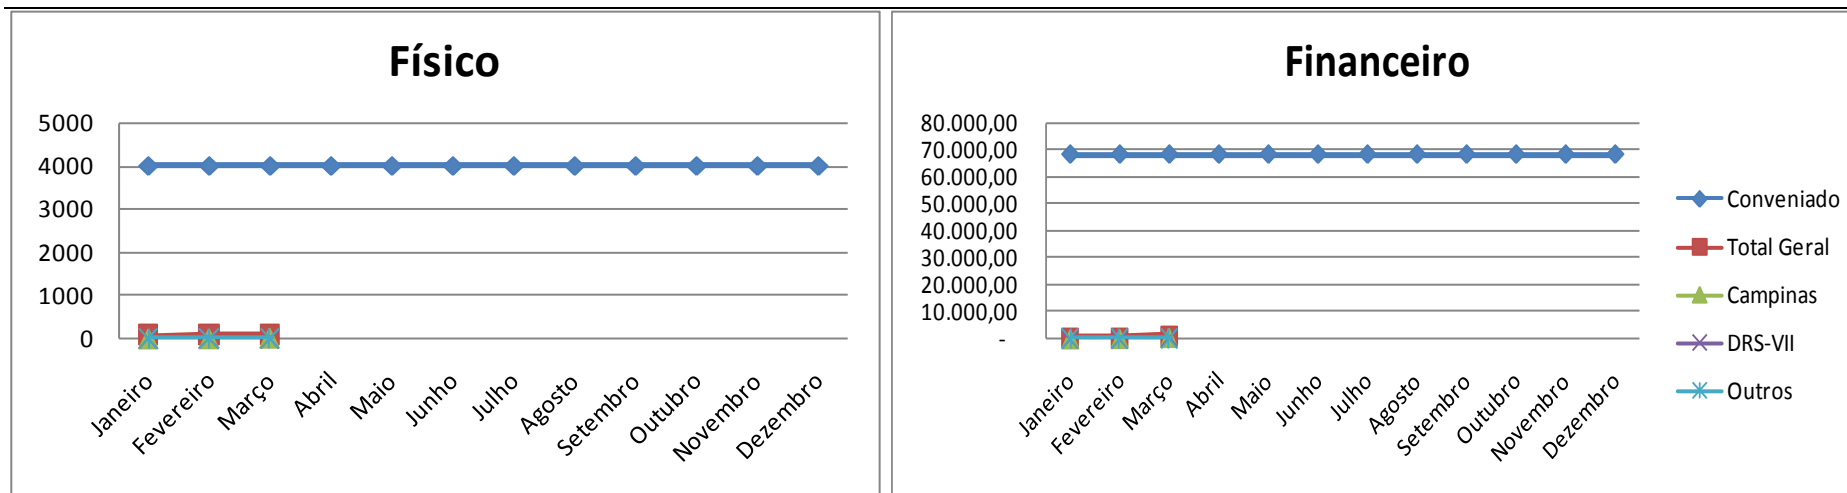 Físico
5000
4000
3000
2000
1000
0
Janeiro
Fevereiro
Março
Abril
Maio
Junho
Julho
Agosto
Setembro
Outubro
Novembro
Dezembro
Financeiro
80.000,00
70.000,00
60.000,00
50.000,00
40.000,00
30.000,00
20.000,00
10.000,00
-
Janeiro
Fevereiro
Março
Abril
Maio
Junho
Julho
Agosto
Setembro
Outubro
Novembro
Dezembro
Conveniado
Total Geral
Campinas
DRS-VII
Outros